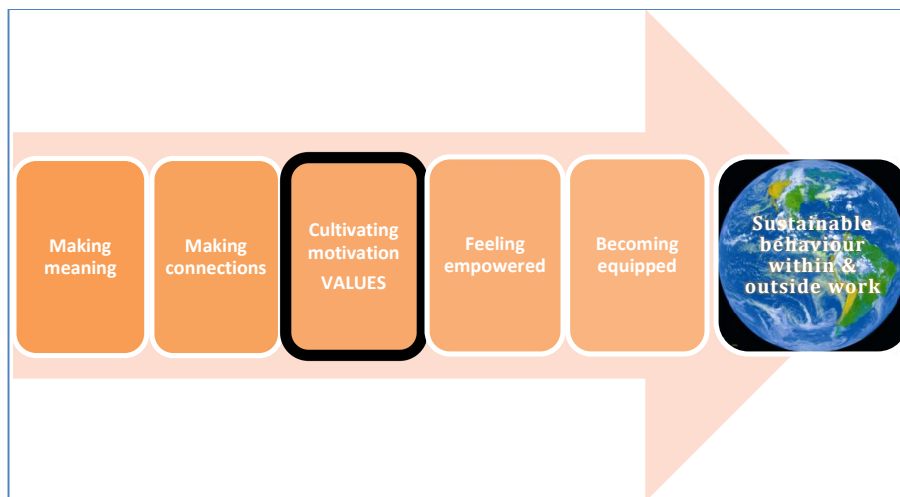 Making
meaning
Making
connections
Cultivating
motivation
VALUES
Feeling
empowered
Becoming
equipped
Sustainable
behaviour
within &
outside work